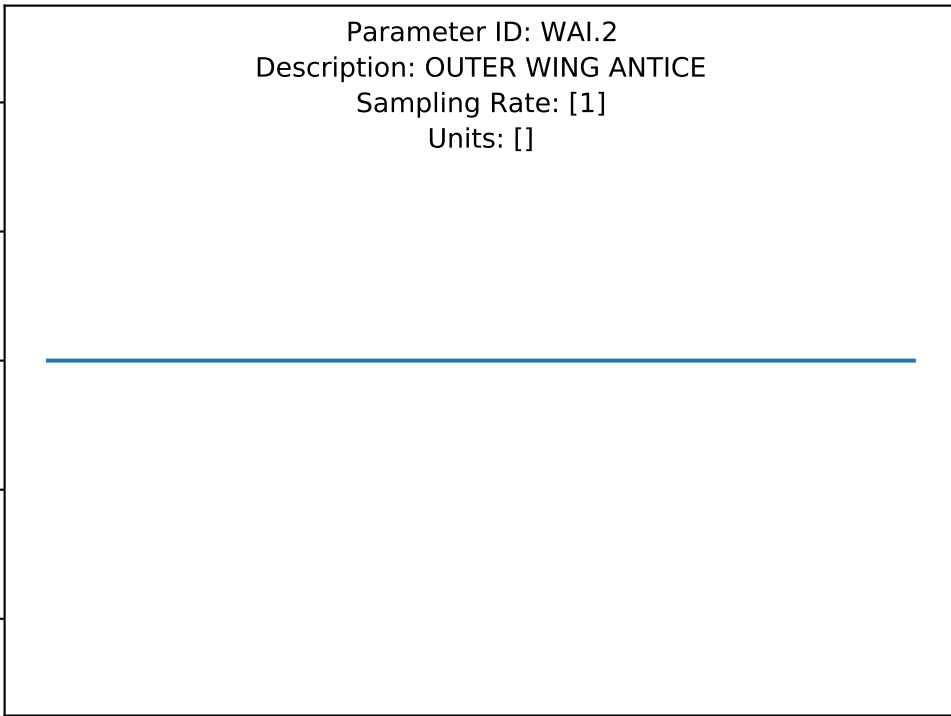 Parameter ID: WAI.2
Description: OUTER WING ANTICE
Sampling Rate: [1]
Units: []